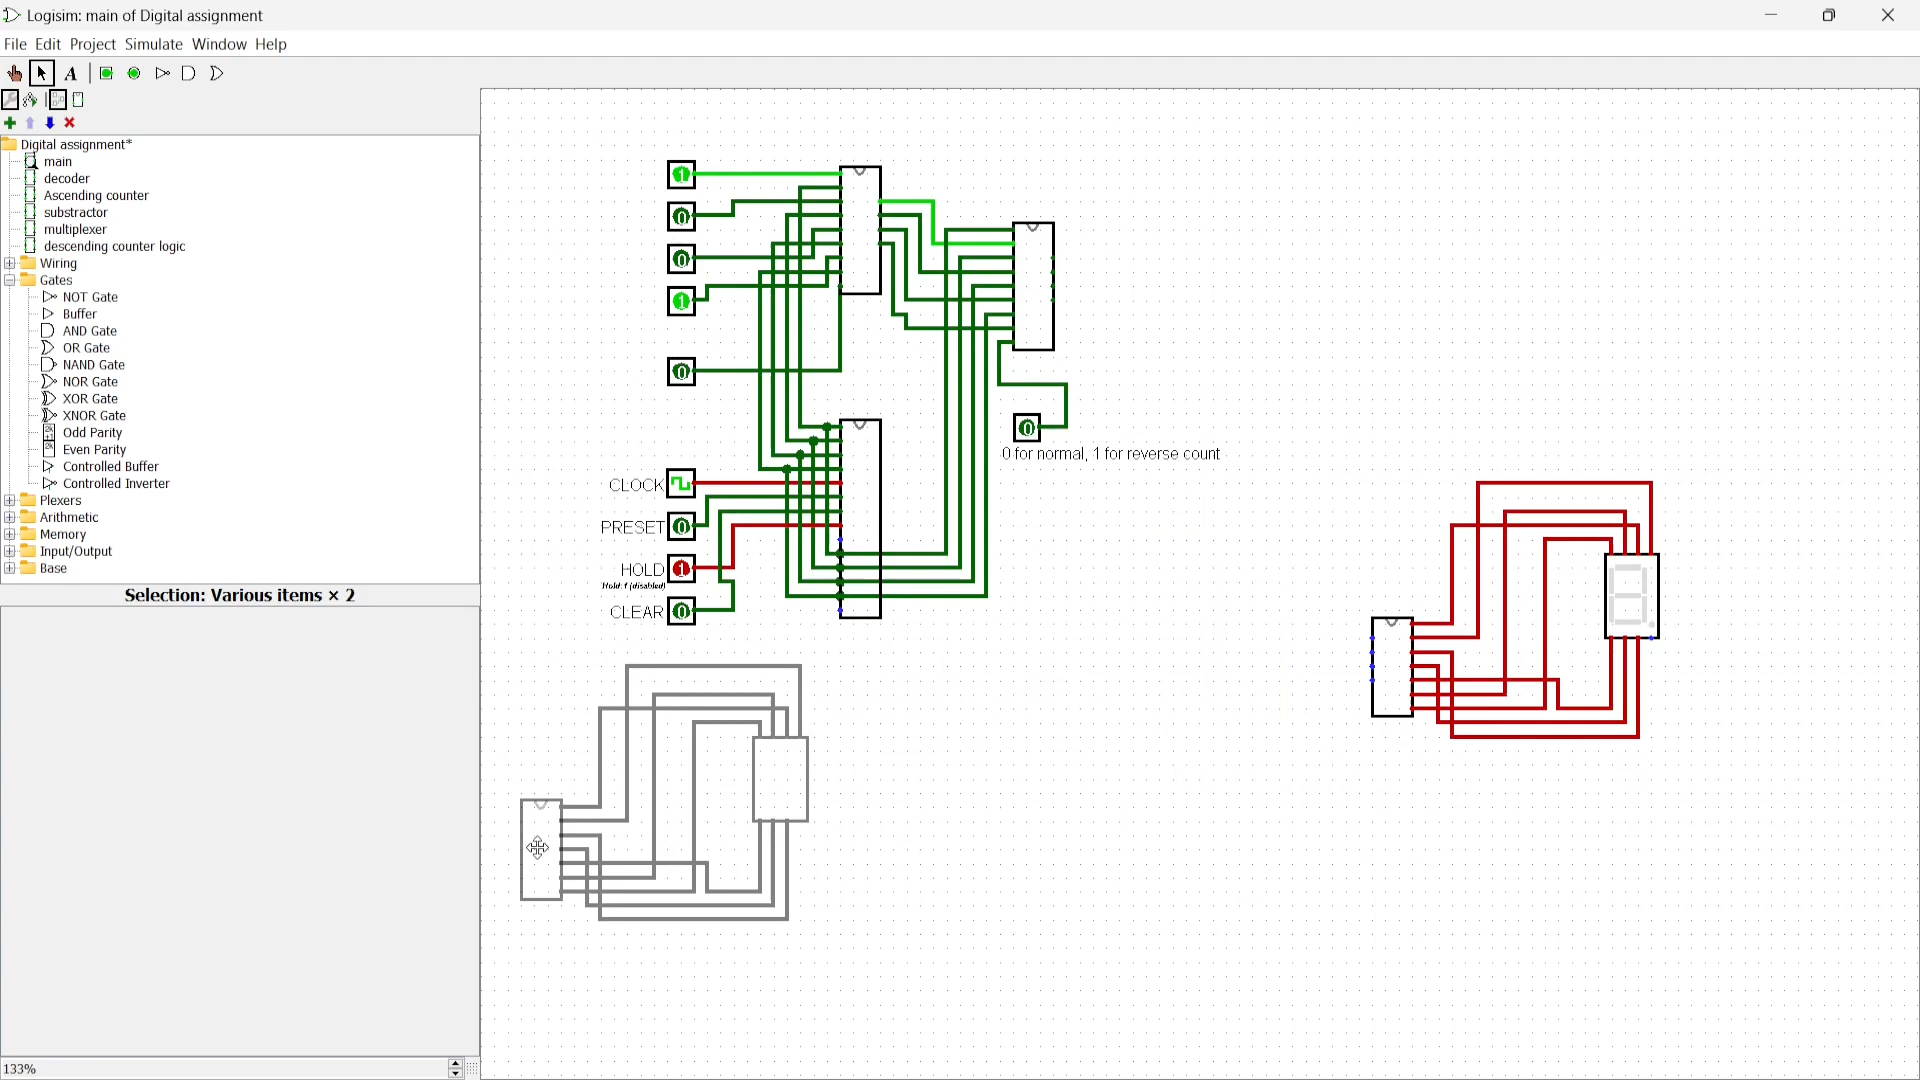 Logisim: main of Digital assignment
File Edit Project Simulate Window Help
A
Digital assignment*
main
decoder
Ascending counter
substractor
multiplexer
descending counter logic
Wiring
Gates
NOT Gate
Buffer
AND Gate
OR Gate
NAND Gate
NOR Gate
XOR Gate
XNOR Gate
Odd Parity
Even Parity
Controlled Buffer
Controlled Inverter
Plexers
Arithmetic
Memory
Input/Output
Base
Selection: Various items × 2
133%
1
0
0
1
0
0
0 for normal, 1 for reverse count
CLOCK
PRESET 0
HOLD 1
Hold: 1 (disabled)
CLEAR 0